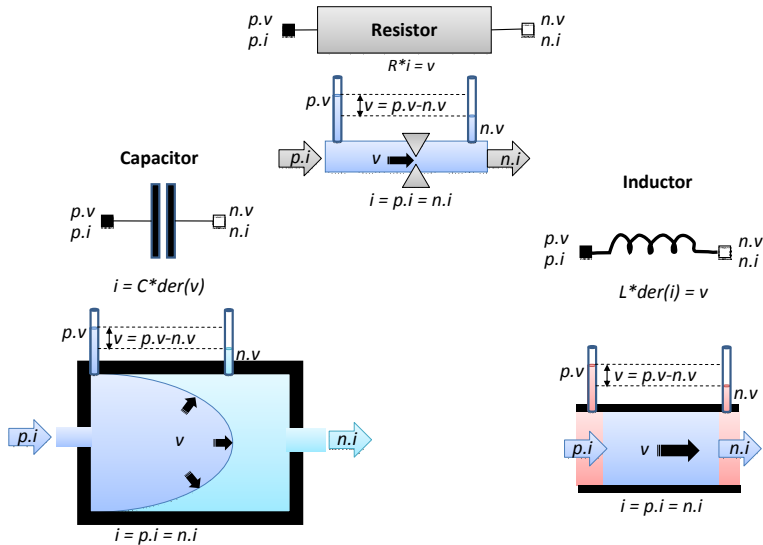 p.v
p.i
Resistor
n.v
n.i
R*i = v
p.v
v = p.v-n.v
n.v
p.i
v
n.i
i = p.i = n.i
Capacitor
p.v
p.i
n.v
n.i
i = C*der(v)
p.v
v = p.v-n.v
n.v
p.i
v
n.i
i = p.i = n.i
Inductor
p.v
p.i
n.v
n.i
L*der(i) = v
p.v
v = p.v-n.v
n.v
p.i
v
n.i
i = p.i = n.i